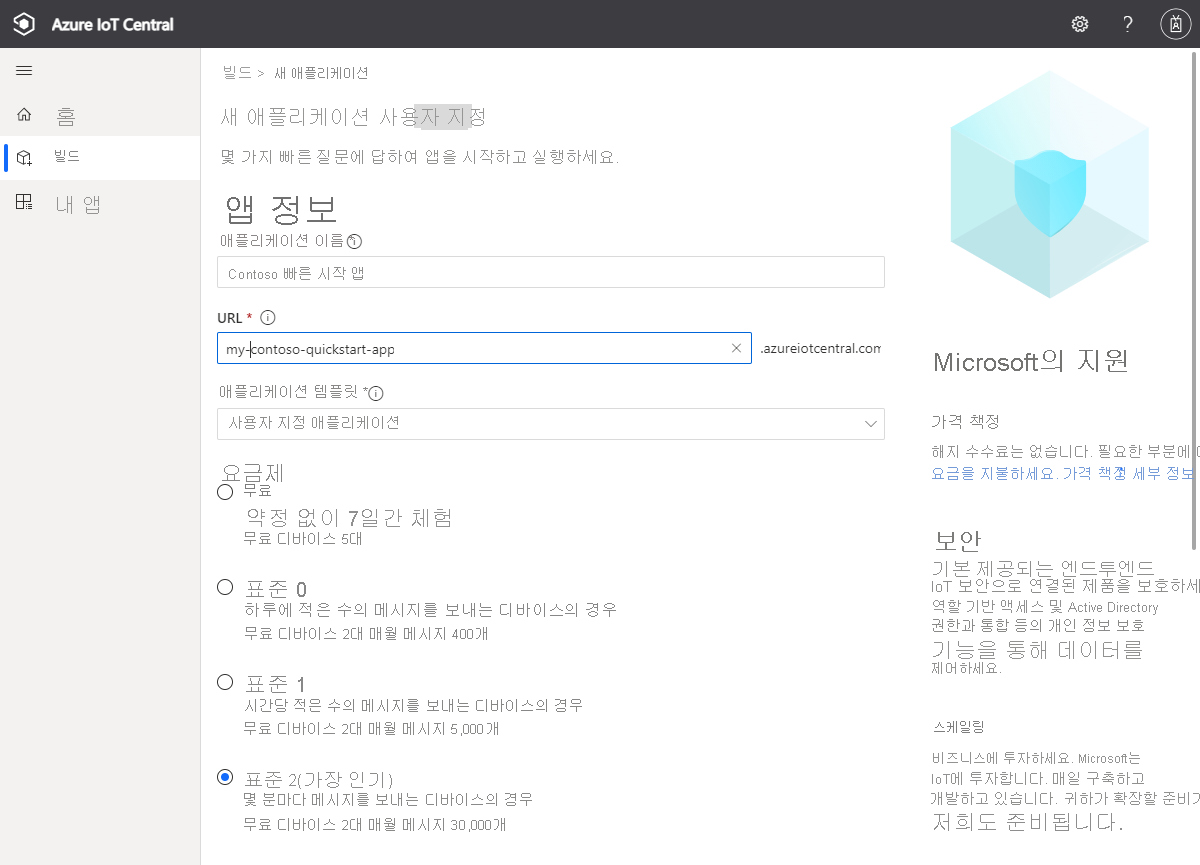 Azure IoT Central
?
홈
빌드
내 앱
빌드 > 새 애플리케이션
새 애플리케이션 사용자 지정
몇 가지 빠른 질문에 답하여 앱을 시작하고 실행하세요.
앱 정보
애플리케이션 이름
Contoso 빠른 시작 앱
URL *
my-contoso-quickstart-app
.azureiotcentral.com
애플리케이션 템플릿 *
사용자 지정 애플리케이션
요금제
무료
약정 없이 7일간 체험
무료 디바이스 5대
표준 0
하루에 적은 수의 메시지를 보내는 디바이스의 경우
무료 디바이스 2대 매월 메시지 400개
표준 1
시간당 적은 수의 메시지를 보내는 디바이스의 경우
무료 디바이스 2대 매월 메시지 5,000개
표준 2(가장 인기)
몇 분마다 메시지를 보내는 디바이스의 경우
무료 디바이스 2대 매월 메시지 30,000개
Microsoft의 지원
가격 책정
해지 수수료는 없습니다. 필요한 부분에
요금을 지불하세요. 가격 책정 세부 정보
보안
기본 제공되는 엔드투엔드
IoT 보안으로 연결된 제품을 보호하세
역할 기반 액세스 및 Active Directory
권한과 통합 등의 개인 정보 보호
기능을 통해 데이터를
제어하세요.
스케일링
비즈니스에 투자하세요. Microsoft는
IoT에 투자합니다. 매일 구축하고
개발하고 있습니다. 귀하가 확장할 준비가
저희도 준비됩니다.